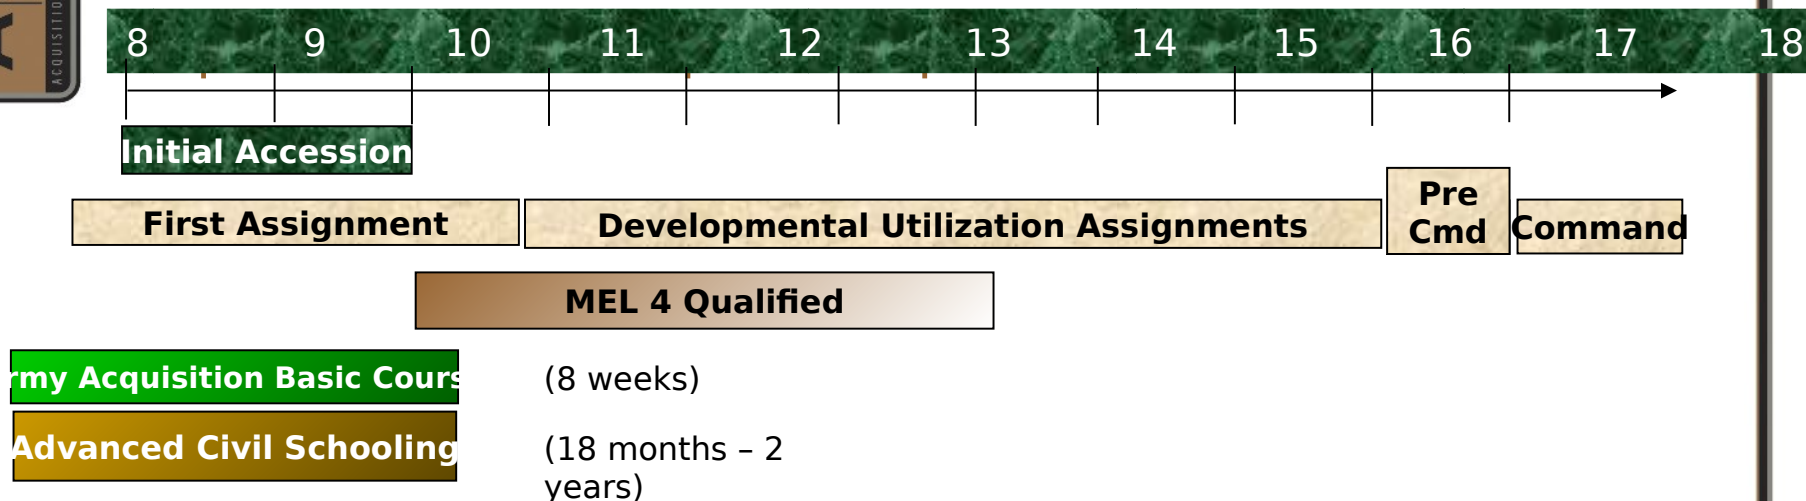 ACQUISITIO
8 9 10 11 12 13 14 15 16 17 18
Initial Accession
First Assignment
Developmental Utilization Assignments
Pre
Cmd
Command
MEL 4 Qualified
rmy Acquisition Basic Cours
(8 weeks)
Advanced Civil Schooling
(18 months – 2
years)